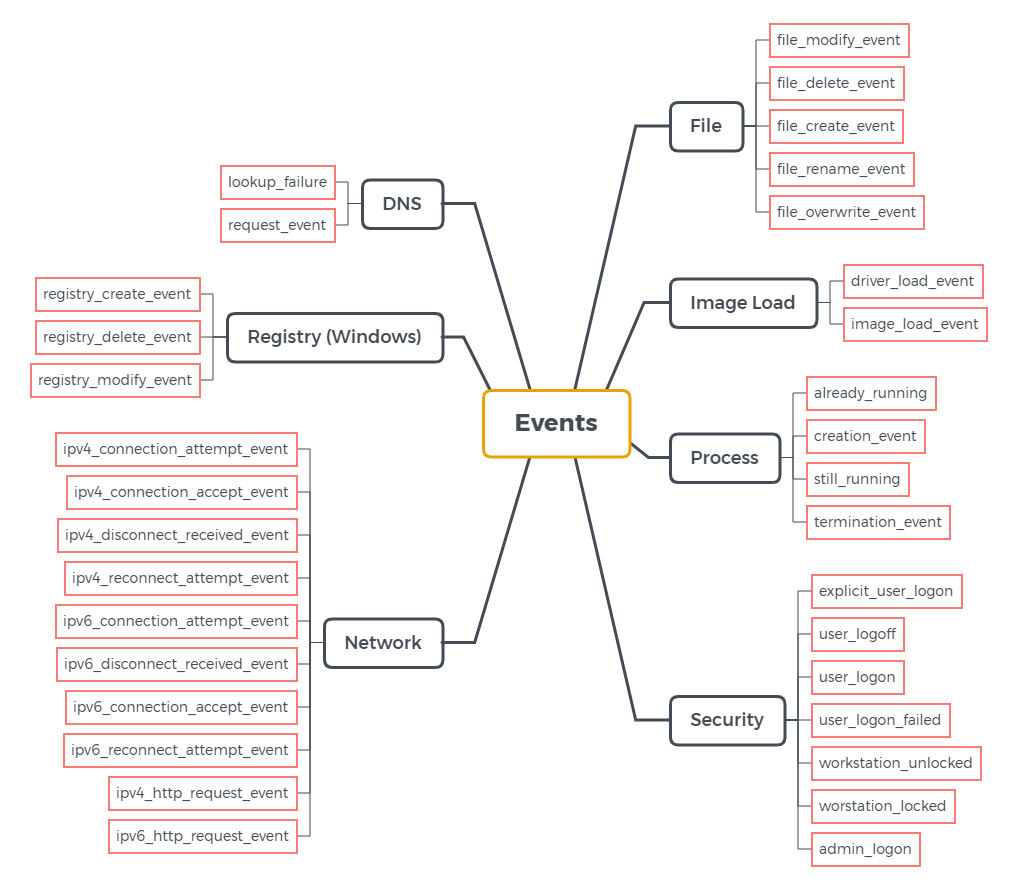 Events
File
file_modify_event
file_delete_event
file_create_event
file_rename_event
file_overwrite_event
Image Load
driver_load_event
image_load_event
Process
already_running
creation_event
still_running
termination_event
Security
explicit_user_logon
user_logoff
user_logon
user_logon_failed
workstation_unlocked
worstation_locked
admin_logon
DNS
lookup_failure
request_event
Registry (Windows)
registry_create_event
registry_delete_event
registry_modify_event
Network
ipv4_connection_attempt_event
ipv4_connection_accept_event
ipv4_disconnect_received_event
ipv4_reconnect_attempt_event
ipv6_connection_attempt_event
ipv6_disconnect_received_event
ipv6_connection_accept_event
ipv6_reconnect_attempt_event
ipv4_http_request_event
ipv6_http_request_event